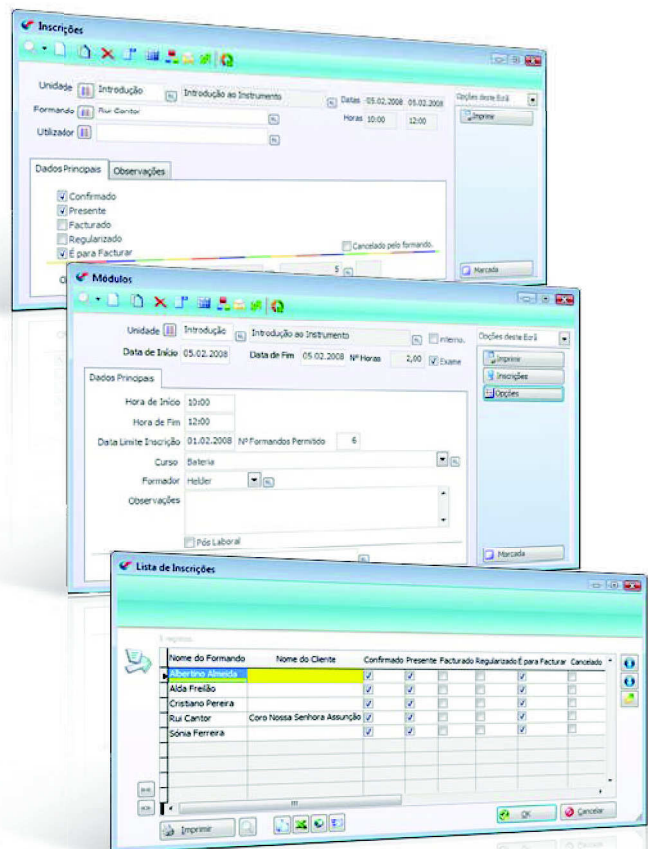 Inscrições
Unidade Introdução Introdução ao Instrumento Datas 05.02.2008 05.02.2008
Formando Rui Cantor Horas 10:00 12:00
Utilizador
Opções deste Ecrã
Imprimir
Dados Principais Observações
Confirmado
Presente
Facturado
Regularizado
É para Facturar
Cancelado pelo formando.
5
Marcada
Módulos
Unidade Introdução Introdução ao Instrumento Interno.
Data de Início 05.02.2008 Data de Fim 05.02.2008 Nº Horas 2,00 Exame
Opções deste Ecrã
Imprimir
Inscrições
Opções
Dados Principais
Hora de Início 10:00
Hora de Fim 12:00
Data Limite Inscrição 01.02.2008 Nº Formandos Permitido 6
Curso Bateria
Formador Helder
Observações
Pós Laboral
Marcada
Lista de Inscrições
5 registos.
Nome do Formando Nome do Cliente Confirmado Presente Facturado Regularizado É para Facturar Cancelado
Albertino Almeida
Alda Freilão
Cristiano Pereira
Rui Cantor Coro Nossa Senhora Assunção
Sónia Ferreira
Imprimir
OK
Cancelar